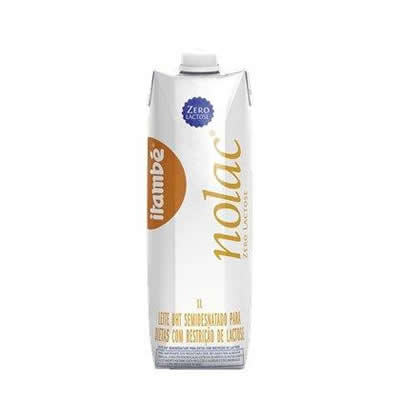 ZERO
LACTOSE
itambé
nolac®
ZERO LACTOSE
1L
LEITE UHT SEMIDESNATADO PARA
DIETAS COM RESTRIÇÃO DE LACTOSE